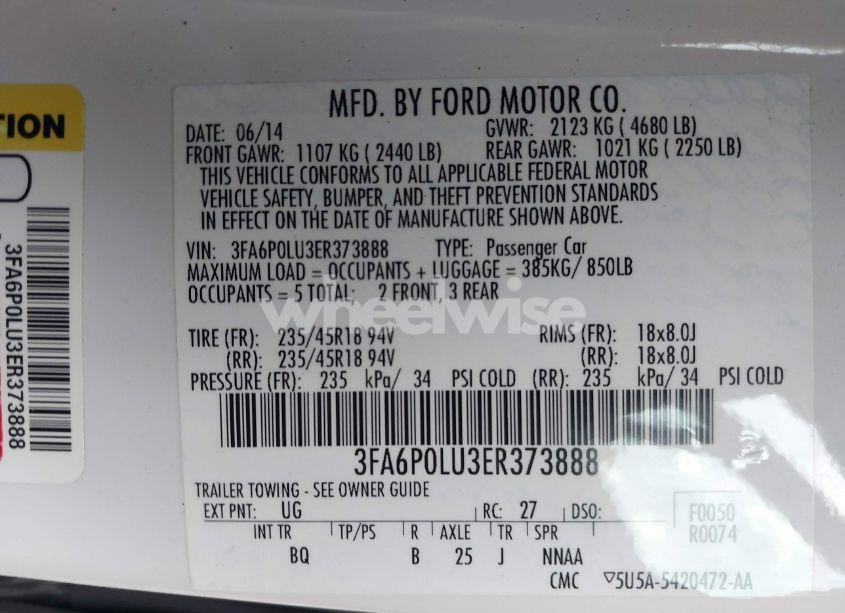 MFD. BY FORD MOTOR CO.
DATE: 06/14 GVWR: 2123 KG ( 4680 LB)
FRONT GAWR: 1107 KG ( 2440 LB) REAR GAWR: 1021 KG ( 2250 LB)
THIS VEHICLE CONFORMS TO ALL APPLICABLE FEDERAL MOTOR
VEHICLE SAFETY, BUMPER, AND THEFT PREVENTION STANDARDS
IN EFFECT ON THE DATE OF MANUFACTURE SHOWN ABOVE.
VIN: 3FA6P0LU3ER373888 TYPE: Passenger Car
MAXIMUM LOAD = OCCUPANTS + LUGGAGE = 385KG/ 850LB
OCCUPANTS = 5 TOTAL; 2 FRONT, 3 REAR
wheelwise
TIRE (FR): 235/45R18 94V RIMS (FR): 18x8.0J
(RR): 235/45R18 94V (RR): 18x8.0J
PRESSURE (FR): 235 kPa/ 34 PSI COLD (RR): 235 kPa/ 34 PSI COLD
3FA6P0LU3ER373888
TRAILER TOWING - SEE OWNER GUIDE
EXT PNT: UG RC: 27 DSO: F0050
R0074
INT TR TP/PS R AXLE TR SPR
BQ B 25 J NNAA
CMC ▽5U5A-5420472-AA
TION
3FA6P0LU3ER373888